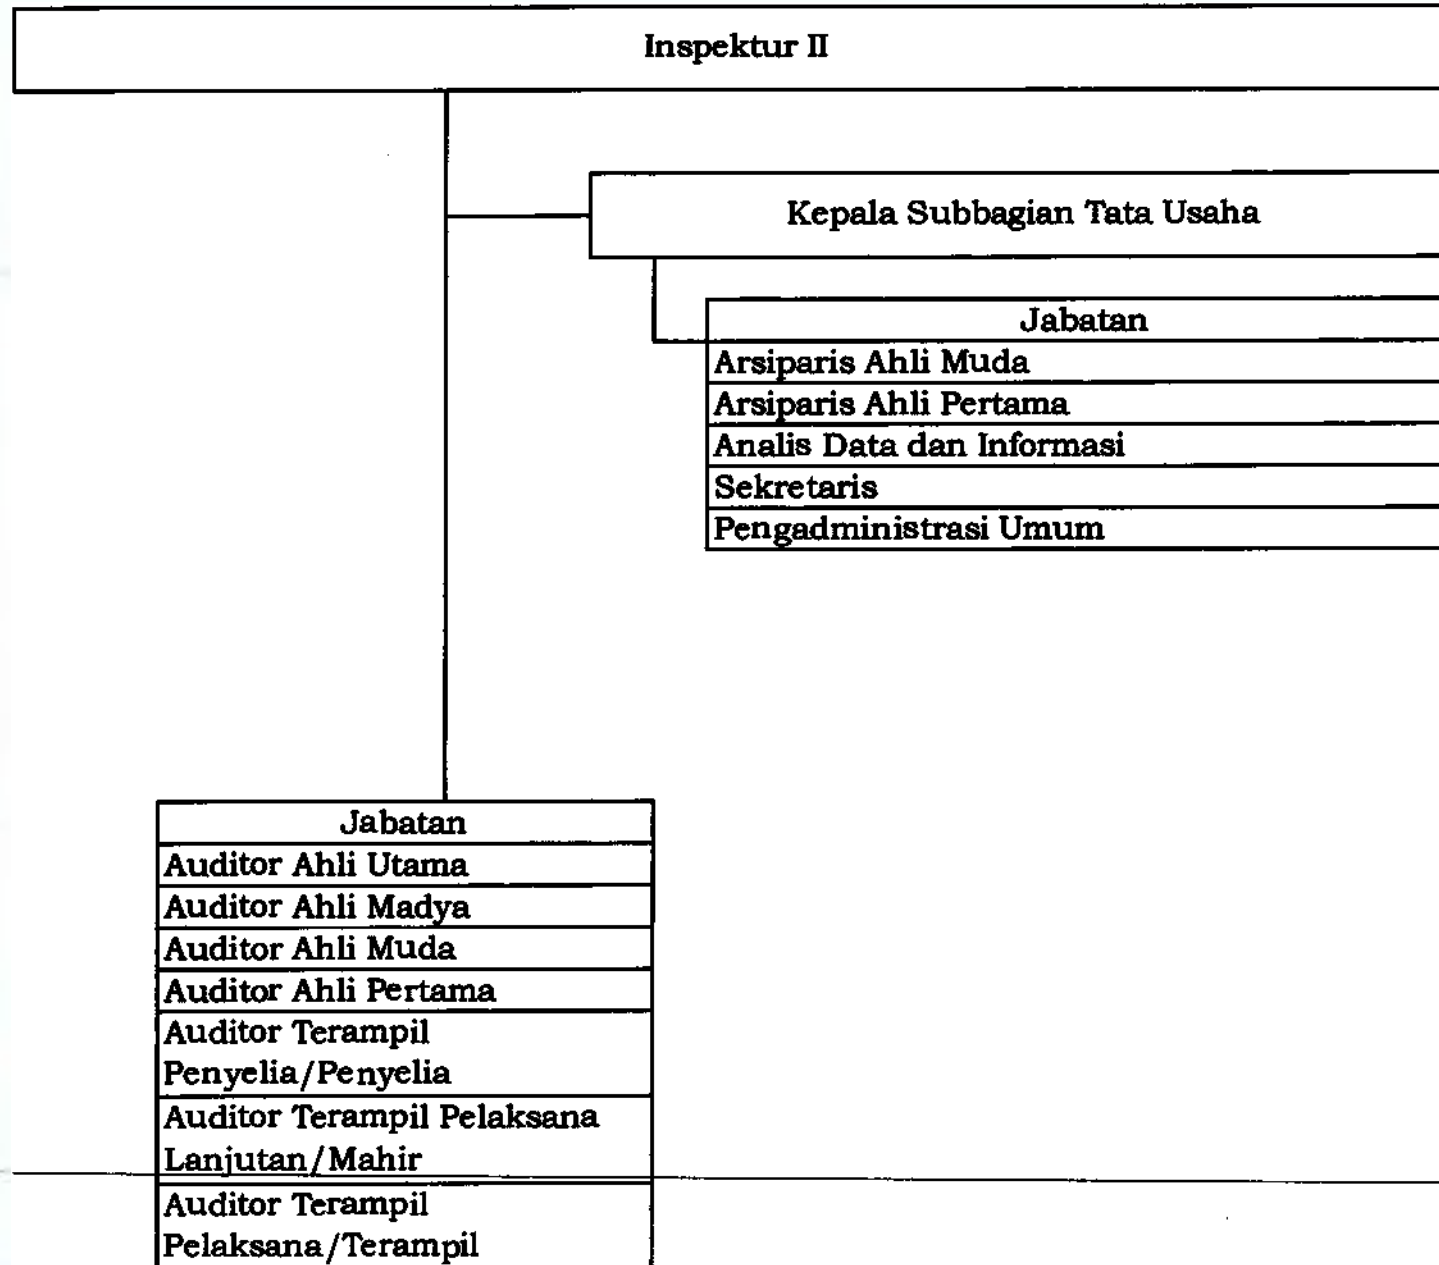 Inspektur II
Kepala Subbagian Tata Usaha
Jabatan
Arsiparis Ahli Muda
Arsiparis Ahli Pertama
Analis Data dan Informasi
Sekretaris
Pengadministrasi Umum
Jabatan
Auditor Ahli Utama
Auditor Ahli Madya
Auditor Ahli Muda
Auditor Ahli Pertama
Auditor Terampil
Penyelia/Penyelia
Auditor Terampil Pelaksana
Lanjutan/Mahir
Auditor Terampil
Pelaksana/Terampil